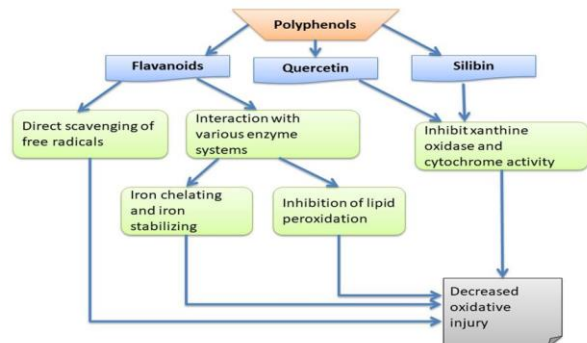 Polyphenols
Flavanoids
Quercetin
Silibin
Direct scavenging of
free radicals
Interaction with
various enzyme
systems
Inhibit xanthine
oxidase and
cytochrome activity
Iron chelating
and iron
stabilizing
Inhibition of lipid
peroxidation
Decreased
oxidative
injury